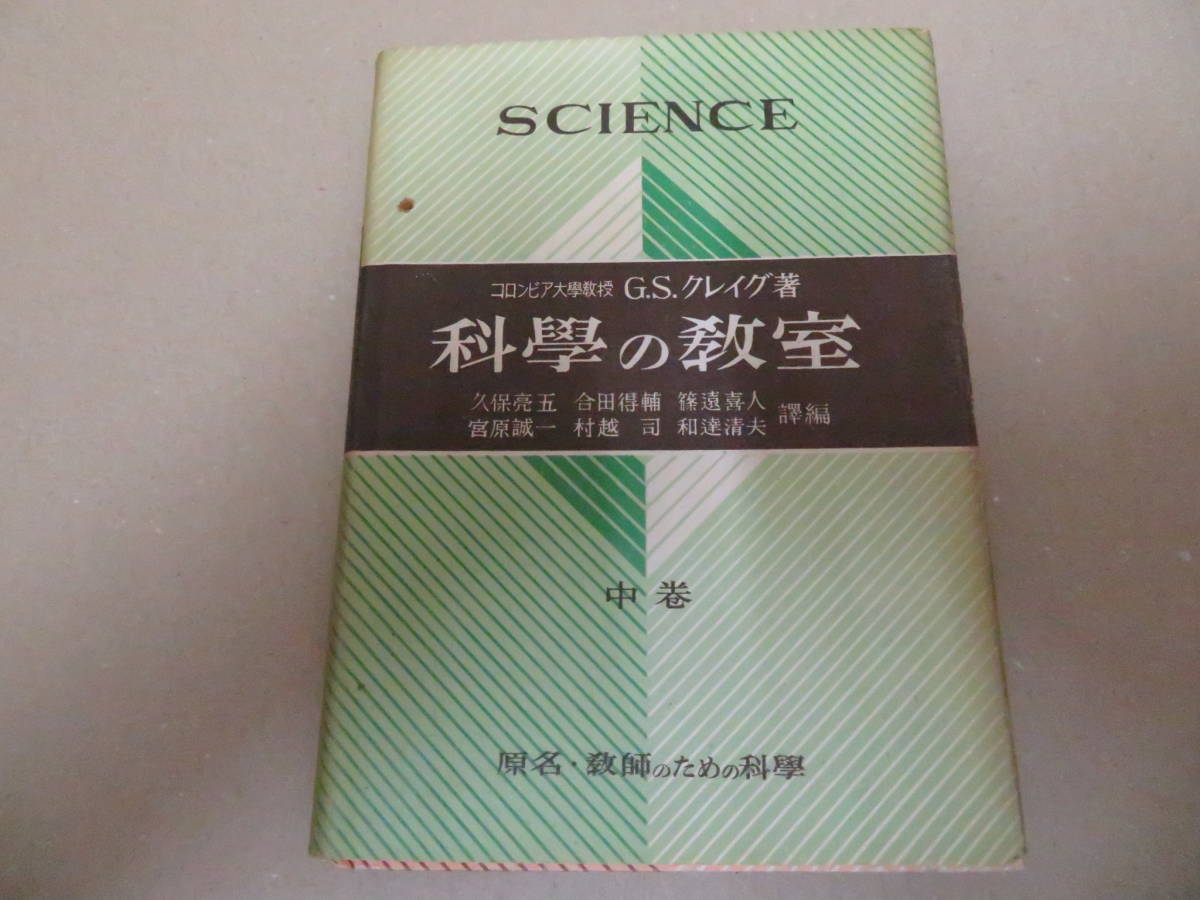 SCIENCE
コロンビア大學教授 G.S.クレイグ著
科學の教室
久保亮五 合田得輔 篠遠喜人
宮原誠一 村越 司 和達清夫 譯編
中巻
原名・教師のための科學